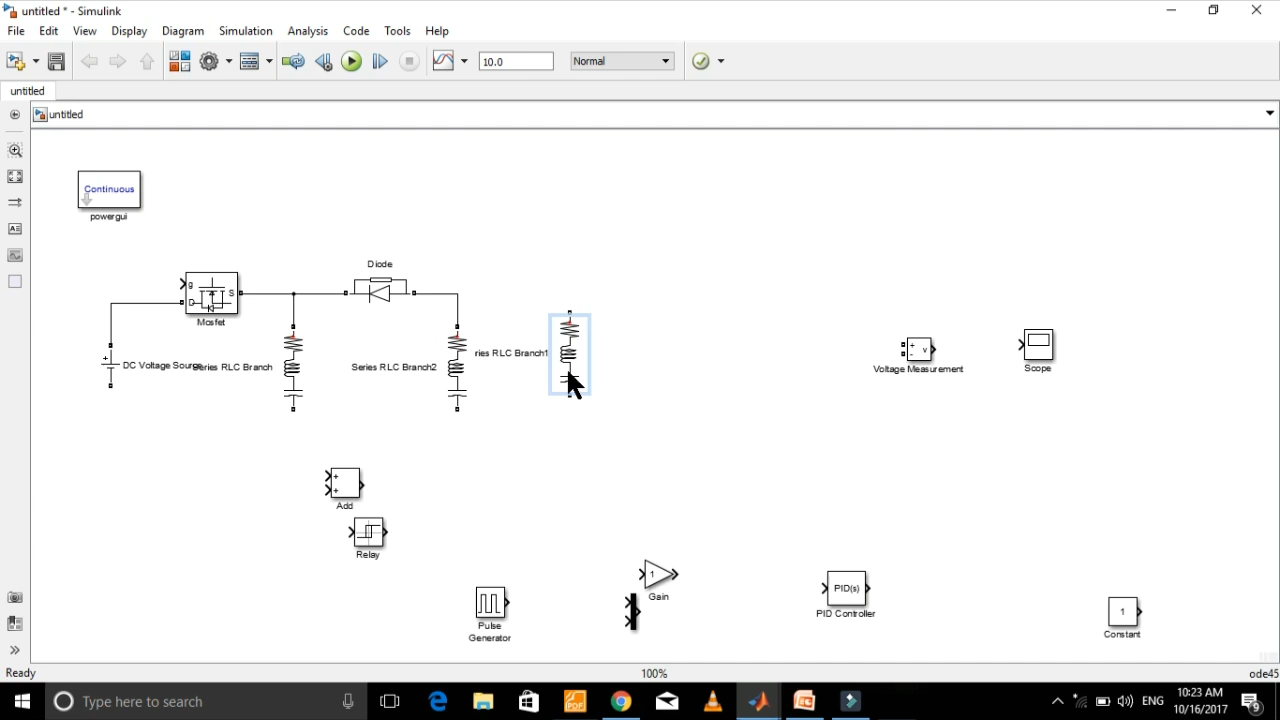 untitled * - Simulink
File Edit View Display Diagram Simulation Analysis Code Tools Help
10.0 Normal
untitled
untitled
Continuous
powergui
Diode
g
S
D
Mosfet
+ DC Voltage Source Series RLC Branch Series RLC Branch2 ries RLC Branch1
+ v
-
Voltage Measurement
Scope
+
+
Add
Relay
1
Gain
Pulse
Generator
PID(s)
PID Controller
1
Constant
Ready 100% ode45
Type here to search
PDF
ENG
10:23 AM
10/16/2017
9